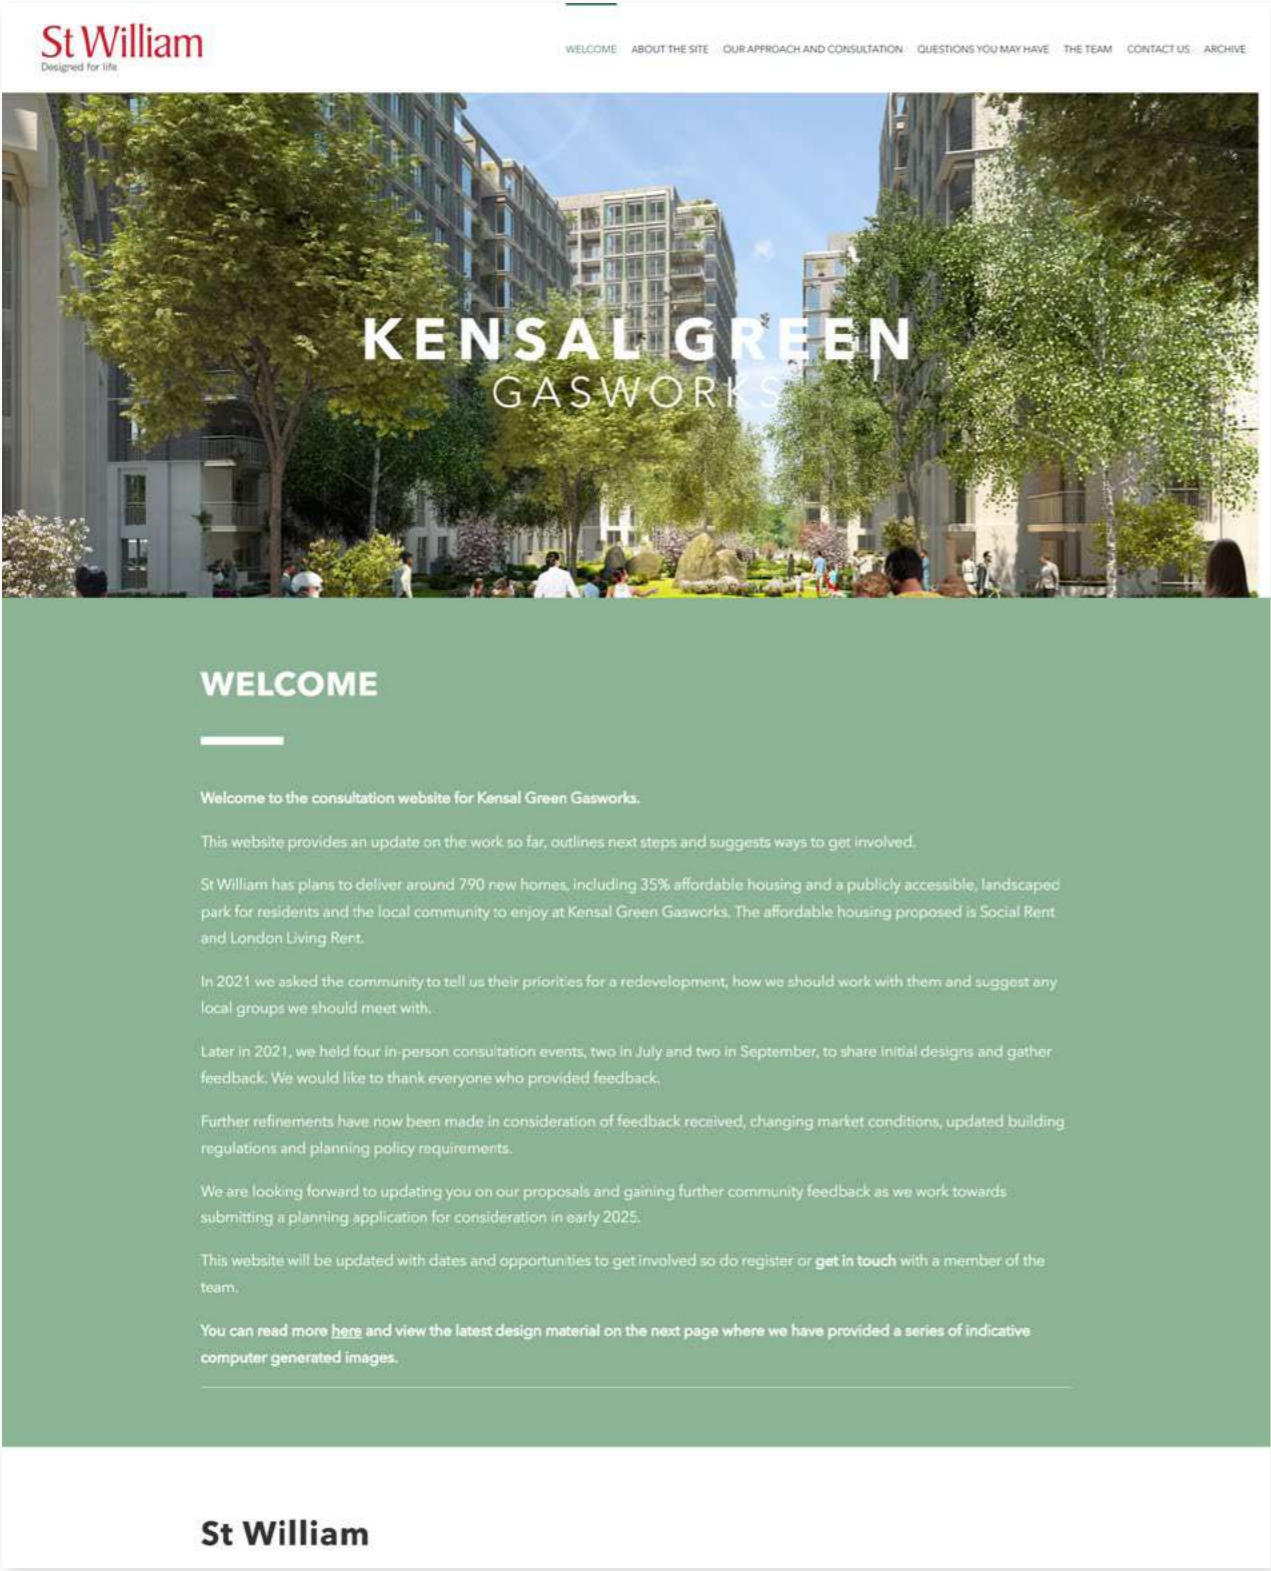 St William
Designed for life
WELCOME ABOUT THE SITE OUR APPROACH AND CONSULTATION QUESTIONS YOU MAY HAVE THE TEAM CONTACT US ARCHIVE
KENSAL GREEN
GASWORKS
WELCOME
Welcome to the consultation website for Kensal Green Gasworks.
This website provides an update on the work so far, outlines next steps and suggests ways to get involved.
St William has plans to deliver around 790 new homes, including 35% affordable housing and a publicly accessible, landscaped
park for residents and the local community to enjoy at Kensal Green Gasworks. The affordable housing proposed is Social Rent
and London Living Rent.
In 2021 we asked the community to tell us their priorities for a redevelopment, how we should work with them and suggest any
local groups we should meet with.
Later in 2021, we held four in-person consultation events, two in July and two in September, to share initial designs and gather
feedback. We would like to thank everyone who provided feedback.
Further refinements have now been made in consideration of feedback received, changing market conditions, updated building
regulations and planning policy requirements.
We are looking forward to updating you on our proposals and gaining further community feedback as we work towards
submitting a planning application for consideration in early 2025.
This website will be updated with dates and opportunities to get involved so do register or get in touch with a member of the
team.
You can read more here and view the latest design material on the next page where we have provided a series of indicative
computer generated images.
St William